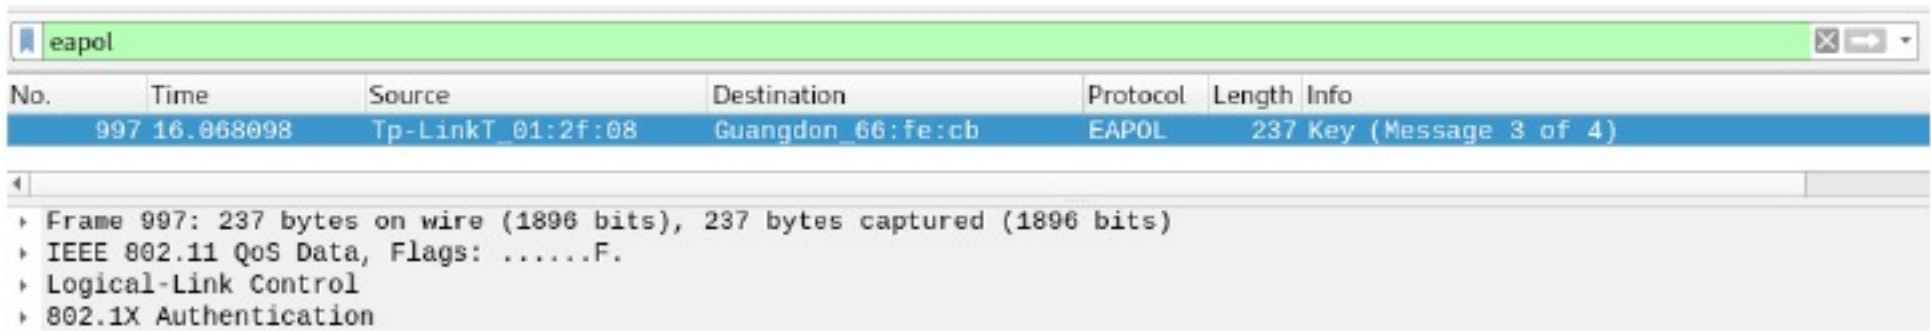 eapol
No. Time Source Destination Protocol Length Info
997 16.068098 Tp-LinkT_01:2f:08 Guangdon_66:fe:cb EAPOL 237 Key (Message 3 of 4)
Frame 997: 237 bytes on wire (1896 bits), 237 bytes captured (1896 bits)
IEEE 802.11 QoS Data, Flags: ......F.
Logical-Link Control
802.1X Authentication